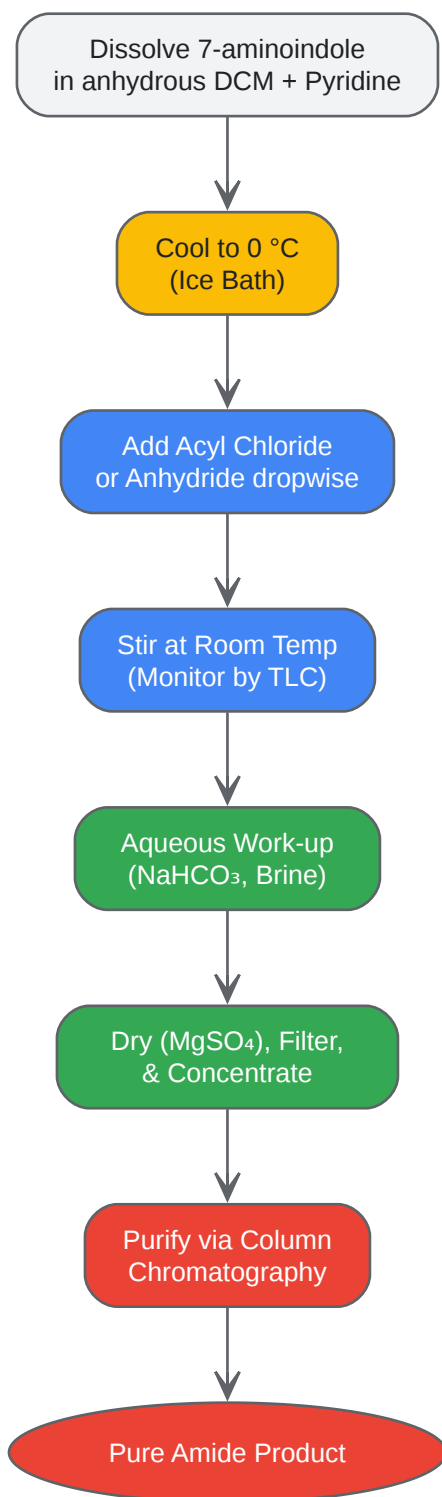 Dissolve 7-aminoindole
in anhydrous DCM + Pyridine
Cool to 0 °C
(Ice Bath)
Add Acyl Chloride
or Anhydride dropwise
Stir at Room Temp
(Monitor by TLC)
Aqueous Work-up
(NaHCO₃, Brine)
Dry (MgSO₄), Filter,
& Concentrate
Purify via Column
Chromatography
Pure Amide Product